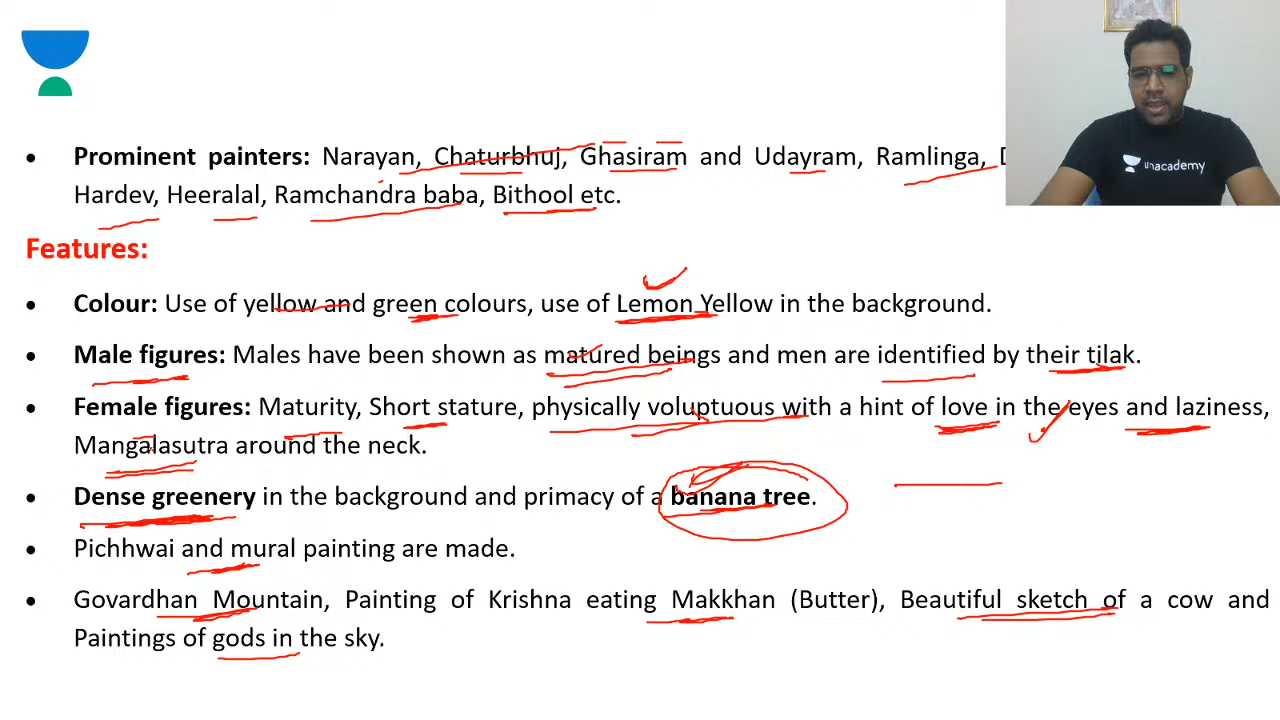 Prominent painters: Narayan, Chaturbhuj, Ghasiram and Udayram, Ramlinga,
Hardev, Heeralal, Ramchandra baba, Bithool etc.
unacademy
Features:
Colour: Use of yellow and green colours, use of Lemon Yellow in the background.
Male figures: Males have been shown as matured beings and men are identified by their tilak.
Female figures: Maturity, Short stature, physically voluptuous with a hint of love in the eyes and laziness,
Mangalasutra around the neck.
Dense greenery in the background and primacy of a banana tree.
Pichhwai and mural painting are made.
Govardhan Mountain, Painting of Krishna eating Makkhan (Butter), Beautiful sketch of a cow and
Paintings of gods in the sky.